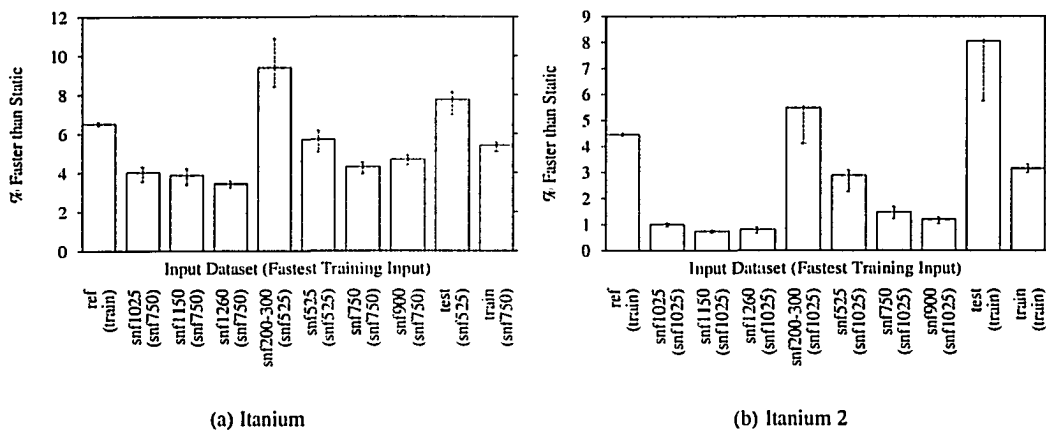 12
10
8
6
4
2
0
% Faster than Static
Input Dataset (Fastest Training Input)
ref
(train)
snf1025
(snf750)
snf1150
(snf750)
snf1260
(snf750)
snf200-300
(snf525)
snf525
(snf525)
snf750
(snf750)
snf900
(snf750)
test
(snf525)
train
(snf750)
(a) Itanium
9
8
7
6
5
4
3
2
1
0
% Faster than Static
Input Dataset (Fastest Training Input)
ref
(train)
snf1025
(snf1025)
snf1150
(snf1025)
snf1260
(snf1025)
snf200-300
(snf1025)
snf525
(snf1025)
snf750
(snf1025)
snf900
(snf1025)
test
(train)
train
(train)
(b) Itanium 2